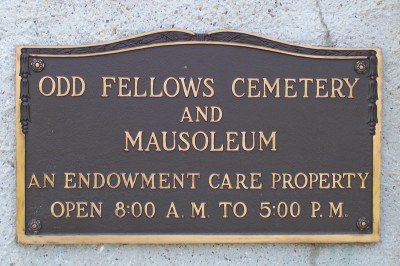 ODD FELLOWS CEMETERY
AND
MAUSOLEUM
AN ENDOWMENT CARE PROPERTY
OPEN 8:00 A.M. TO 5:00 P.M.